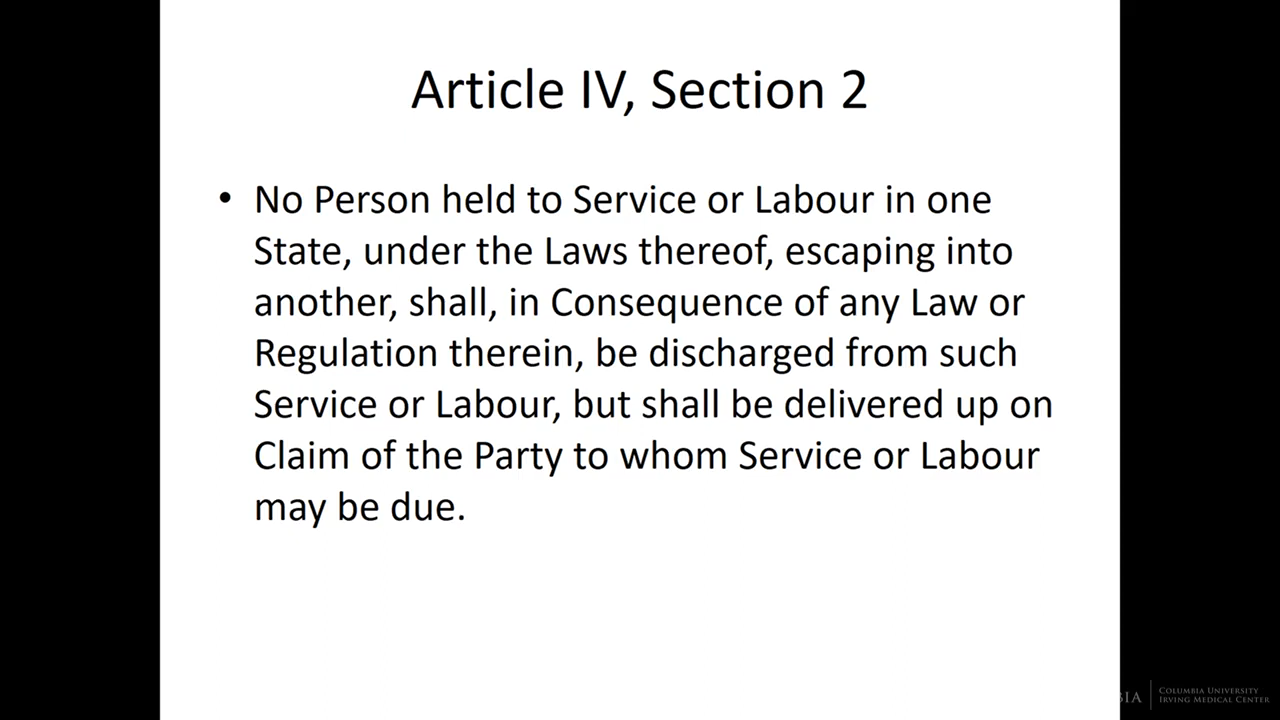 Article IV, Section 2
• No Person held to Service or Labour in one
State, under the Laws thereof, escaping into
another, shall, in Consequence of any Law or
Regulation therein, be discharged from such
Service or Labour, but shall be delivered up on
Claim of the Party to whom Service or Labour
may be due.
BIA
COLUMBIA UNIVERSITY
IRVING MEDICAL CENTER